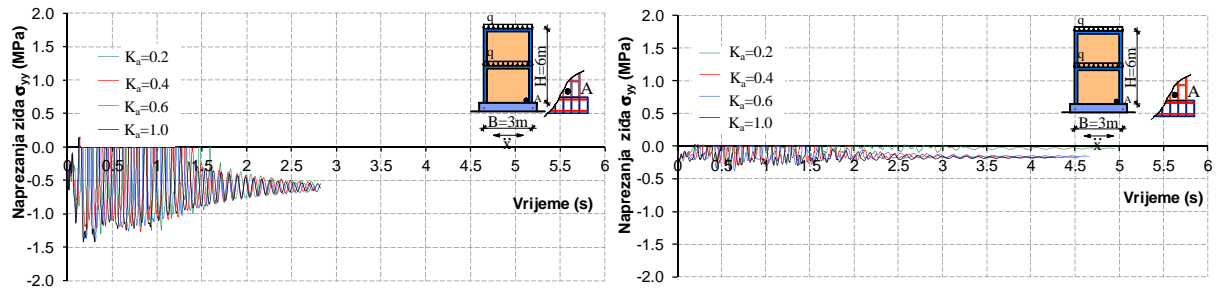 Naprezanja zida σyy (MPa)
2.0
1.5
1.0
0.5
0.0
-0.5
-1.0
-1.5
2.0
0 0.5 1 1.5 2 2.5 3 3.5 4 4.5 5 5.5 6
Vrijeme (s)
Ka=0.2
Ka=0.4
Ka=0.6
Ka=1.0
q
q
H=6m
A
A
B=3m
ẍ
Naprezanja zida σyy (MPa)
2.0
1.5
1.0
0.5
0.0
-0.5
-1.0
-1.5
-2.0
0 0.5 1 1.5 2 2.5 3 3.5 4 4.5 5 5.5 6
Vrijeme (s)
Ka=0.2
Ka=0.4
Ka=0.6
Ka=1.0
q
q
H=6m
A
A
B=3m
ẍ